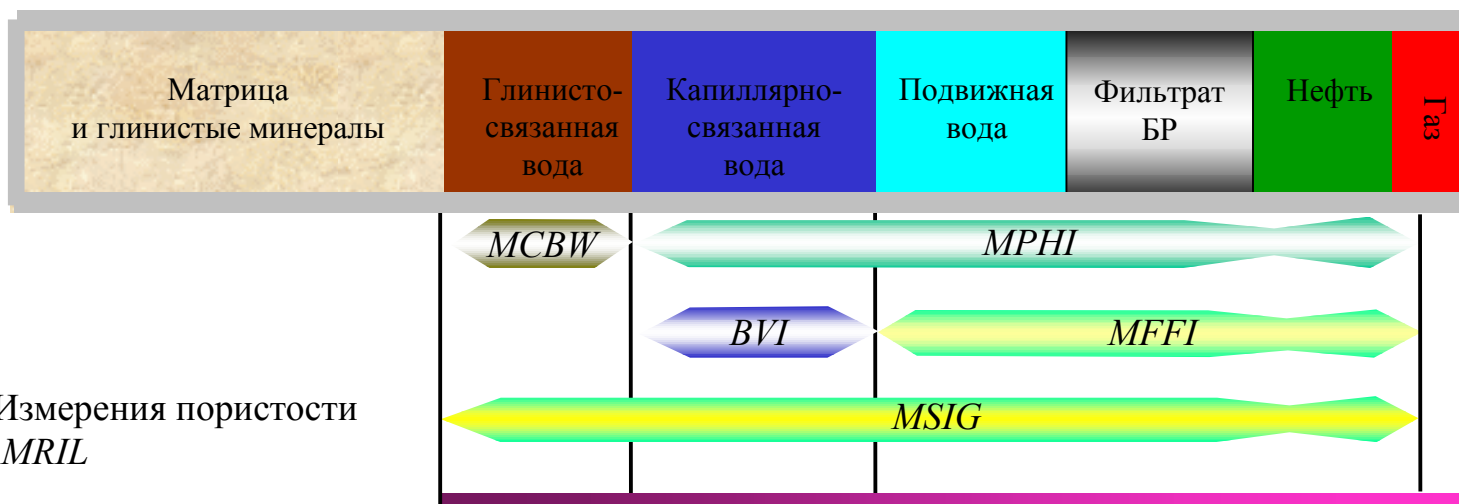 Матрица
и глинистые минералы
Глинисто-
связанная
вода
Капиллярно-
связанная
вода
Подвижная
вода
Фильтрат
БР
Нефть
Газ
MCBW
MPHI
BVI
MFFI
MSIG
Измерения пористости
MRIL